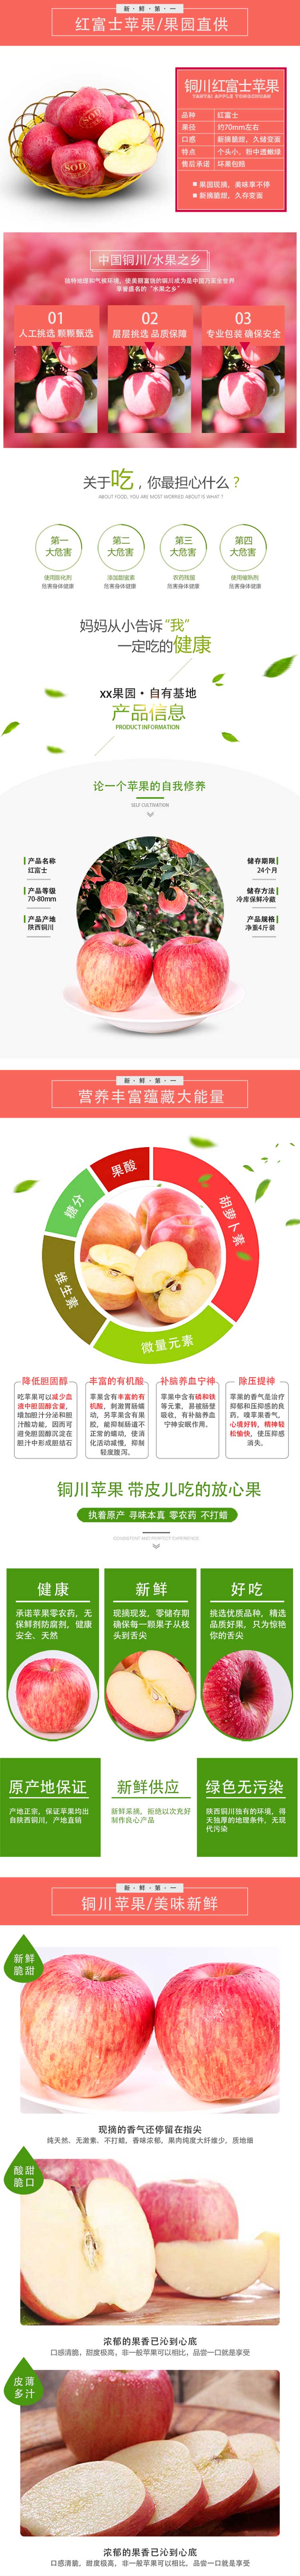 新·鲜·第·一
红富士苹果/果园直供
SOD
SOD
铜川红富士苹果
YANTAI APPLE TONGCHUAN
品种 红富士
果径 约70mm左右
口感 新摘脆甜，久储变面
特点 个头小，粉中透嫩绿
售后承诺 坏果包赔
■ 果园现摘，美味享不停
■ 新摘脆甜，久存变面
中国铜川/水果之乡
独特地理和气候环境，使美丽富饶的铜川成为是中国乃至全世界
享誉盛名的“水果之乡”
01
人工挑选 颗颗甄选
02
层层挑选 品质保障
03
专业包装 确保安全
关于吃，你最担心什么？
ABOUT FOOD, YOU ARE MOST WORRIED ABOUT IS WHAT ?
第一
大危害
使用膨化剂
危害身体健康
第二
大危害
添加甜蜜素
危害身体健康
第三
大危害
农药残留
危害身体健康
第四
大危害
使用催熟剂
危害身体健康
妈妈从小告诉“我”
一定吃的健康
xx果园·自有基地
产品信息
PRODUCT INFORMATION
论一个苹果的自我修养
SELF CULTIVATION
产品名称
红富士
产品等级
70-80mm
产品产地
陕西铜川
储存期限
24个月
储存方法
冷库保鲜冷藏
产品规格
净重4斤装
新·鲜·第·一
营养丰富蕴藏大能量
果酸
胡萝卜素
糖分
维生素
微量元素
降低胆固醇
吃苹果可以减少血
液中胆固醇含量，
增加胆汁分泌和胆
汁酸功能，因而可
避免胆固醇沉淀在
胆汁中形成胆结石
丰富的有机酸
苹果含有丰富的有
机酸，刺激胃肠蠕
动，另苹果含有果
胶，能抑制肠道不
正常的蠕动，使消
化活动减慢，抑制
轻度腹泻。
补脑养血宁神
苹果中含有磷和铁
等元素，易被肠壁
吸收，有补脑养血
宁神安眠作用。
除压提神
苹果的香气是治疗
抑郁和压抑感的良
药，嗅苹果香气，
心境好转，精神轻
松愉快，使压抑感
消失。
铜川苹果 带皮儿吃的放心果
执着原产 寻味本真 零农药 不打蜡
健康
承诺苹果零农药，无
保鲜剂防腐剂，健康
安全、天然
新鲜
现摘现发，零储存期
确保每一颗果子从枝
头到舌尖
好吃
挑选优质品种，精选
品质好果，只为惊艳
你的舌尖
原产地保证
产地正宗，保证苹果均出
自陕西铜川，产地直销
新鲜供应
新鲜采摘，拒绝以次充好
制作良心产品
绿色无污染
陕西铜川独有的环境，得
天独厚的地理条件，无现
代污染
新·鲜·第·一
铜川苹果/美味新鲜
新鲜
脆甜
现摘的香气还停留在指尖
纯天然、无激素、不打蜡，香味浓郁，果肉纯度大纤维少，质地细
酸甜
脆口
浓郁的果香已沁到心底
口感清脆，甜度极高，非一般苹果可以相比，品尝一口就是享受
皮薄
多汁
浓郁的果香已沁到心底
口感清脆，甜度极高，非一般苹果可以相比，品尝一口就是享受